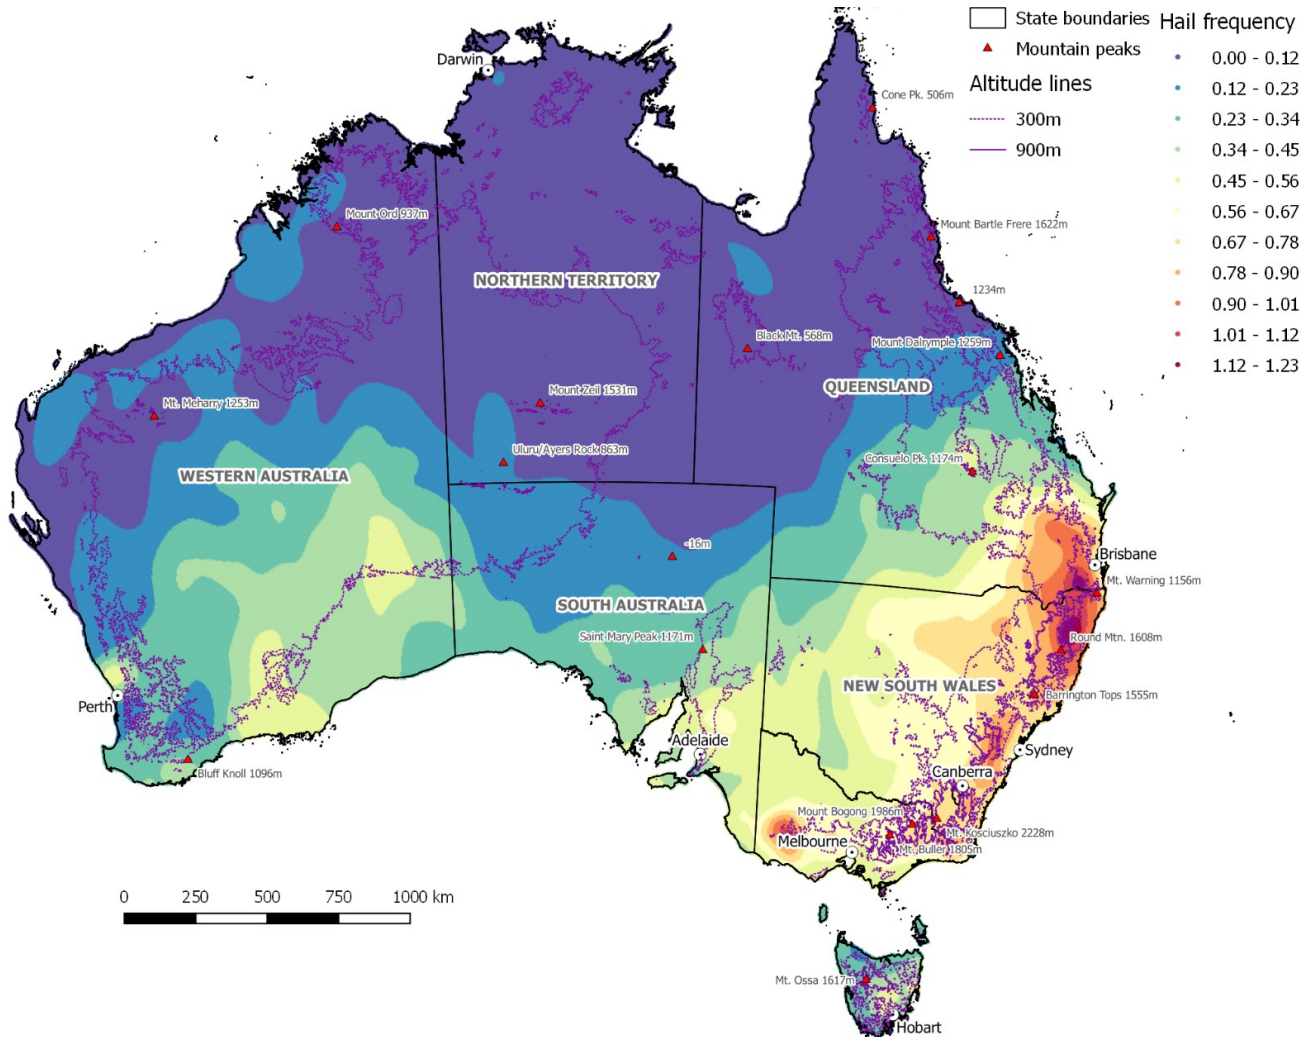 State boundaries
Mountain peaks
Altitude lines
300m
900m
Hail frequency
0.00 - 0.12
0.12 - 0.23
0.23 - 0.34
0.34 - 0.45
0.45 - 0.56
0.56 - 0.67
0.67 - 0.78
0.78 - 0.90
0.90 - 1.01
1.01 - 1.12
1.12 - 1.23
Darwin
Cone Pk. 506m
Mount Ord 937m
Mount Bartle Frere 1622m
NORTHERN TERRITORY
1234m
Black Mt. 568m
Mount Dalrymple 1259m
QUEENSLAND
Mount Zeil 1531m
Mt. Meharry 1253m
Uluru/Ayers Rock 863m
Consuelo Pk. 1174m
WESTERN AUSTRALIA
-16m
Brisbane
Mt. Warning 1156m
SOUTH AUSTRALIA
Saint Mary Peak 1171m
Round Mtn. 1608m
NEW SOUTH WALES
Barrington Tops 1555m
Perth
Adelaide
Sydney
Bluff Knoll 1096m
Canberra
Mount Bogong 1986m
Mt. Kosciuszko 2228m
Melbourne
Mt. Buller 1805m
0 250 500 750 1000 km
Mt. Ossa 1617m
Hobart